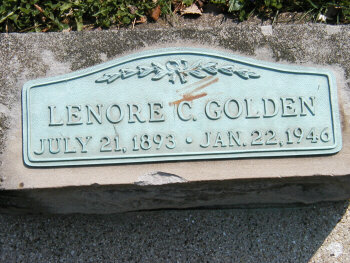 LENORE C. GOLDEN
JULY 21, 1893 · JAN. 22, 1946